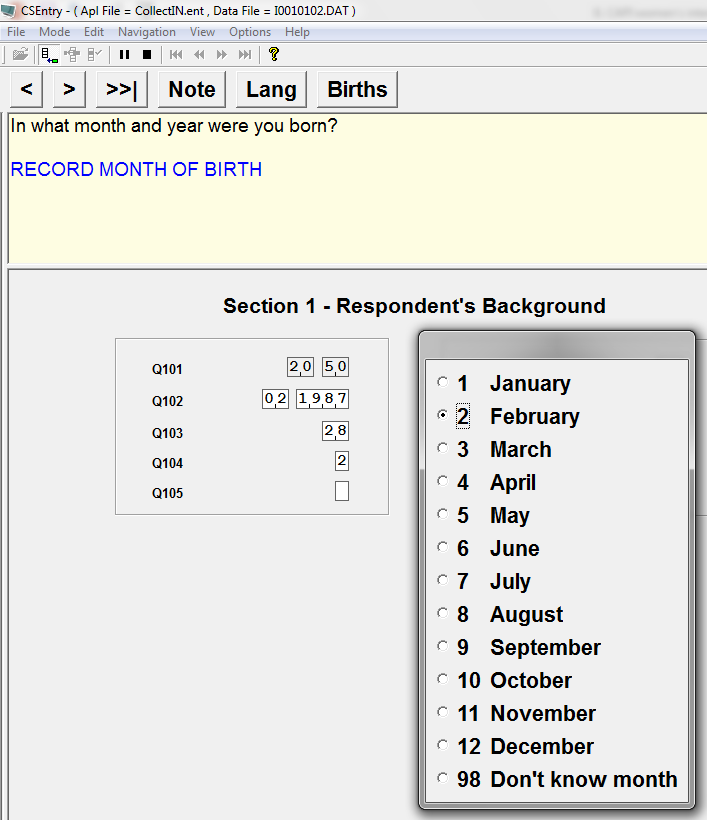 CSEntry - ( Apl File = CollectIN.ent , Data File = I0010102.DAT )
File Mode Edit Navigation View Options Help
?
< > >>| Note Lang Births
In what month and year were you born?
RECORD MONTH OF BIRTH
Section 1 - Respondent's Background
Q101 20 50
Q102 02 1987
Q103 28
Q104 2
Q105
1 January
2 February
3 March
4 April
5 May
6 June
7 July
8 August
9 September
10 October
11 November
12 December
98 Don't know month